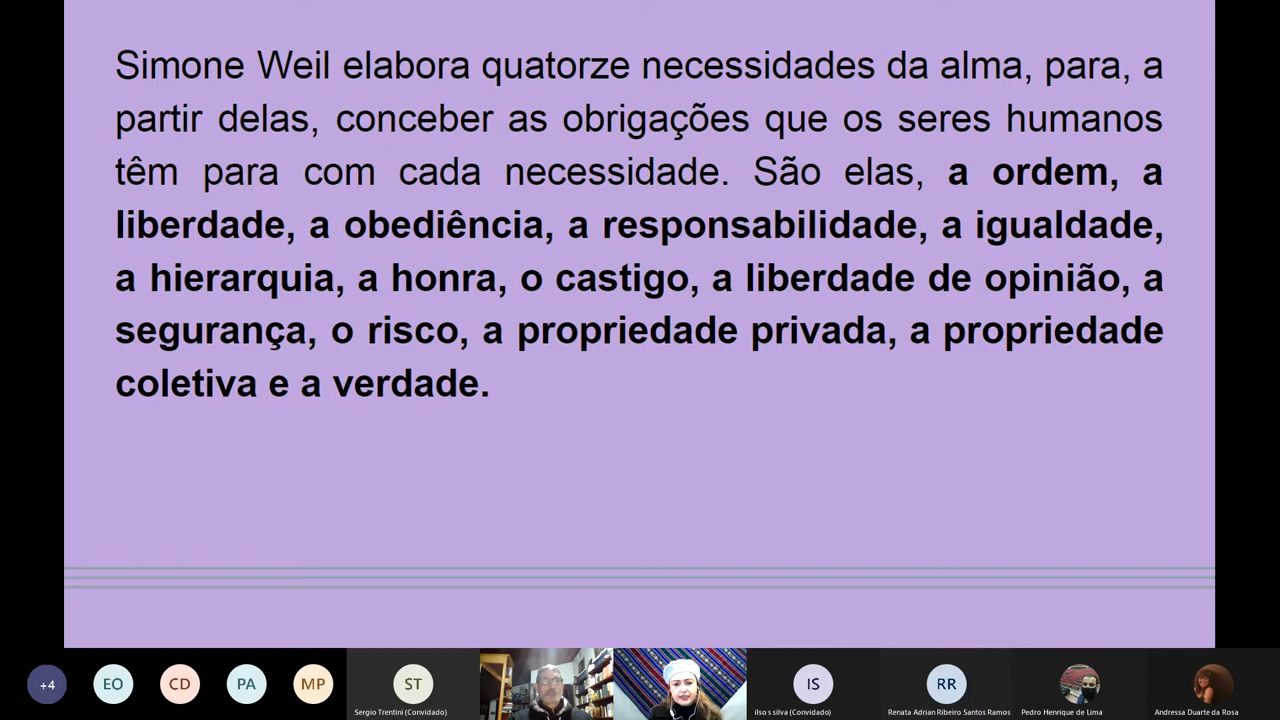 Simone Weil elabora quatorze necessidades da alma, para, a
partir delas, conceber as obrigações que os seres humanos
têm para com cada necessidade. São elas, a ordem, a
liberdade, a obediência, a responsabilidade, a igualdade,
a hierarquia, a honra, o castigo, a liberdade de opinião, a
segurança, o risco, a propriedade privada, a propriedade
coletiva e a verdade.
+4
EO
CD
PA
MP
ST
Sergio Trentini (Convidado)
IS
ilso s silva (Convidado)
RR
Renata Adrian Ribeiro Santos Ramos
Pedro Henrique de Lima
Andressa Duarte da Rosa